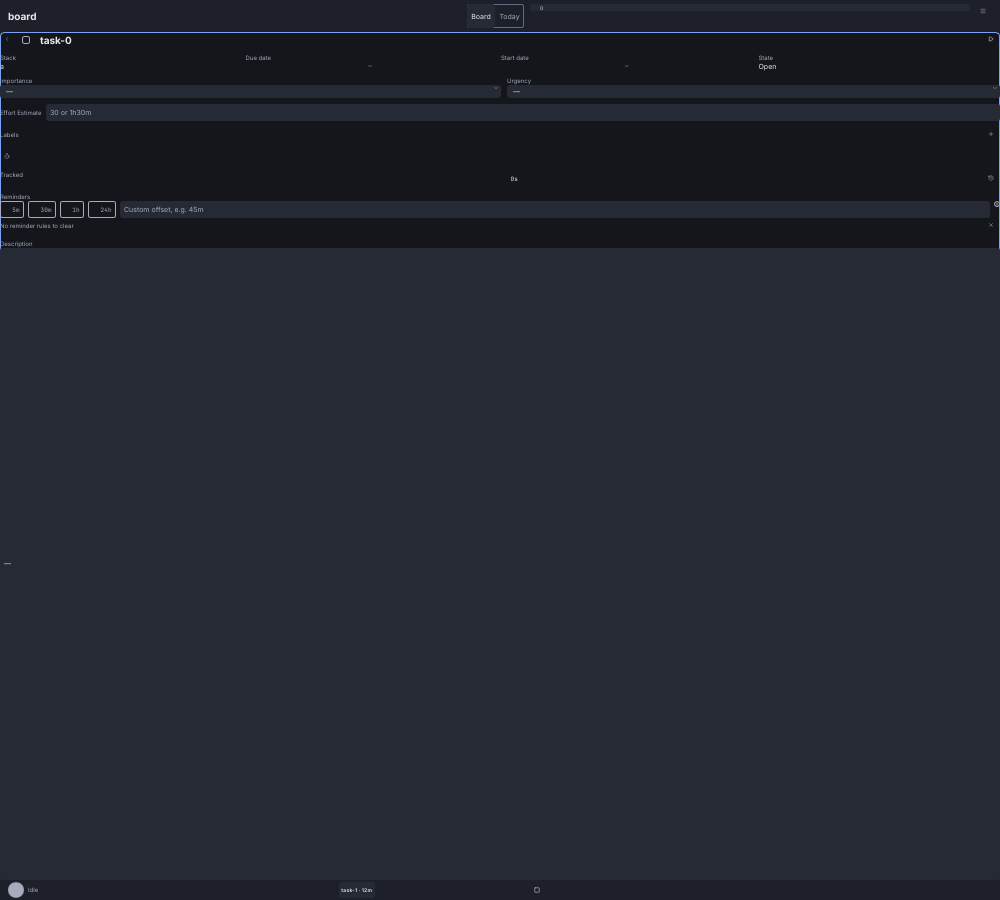 board
Board Today
0
task-0
Stack Due date Start date State
a – – Open
Importance Urgency
— —
Effort Estimate 30 or 1h30m
Labels +
Tracked
0s
Reminders
5m 30m 1h 24h Custom offset, e.g. 45m
No reminder rules to clear
Description
—
Idle task-1 · 12m